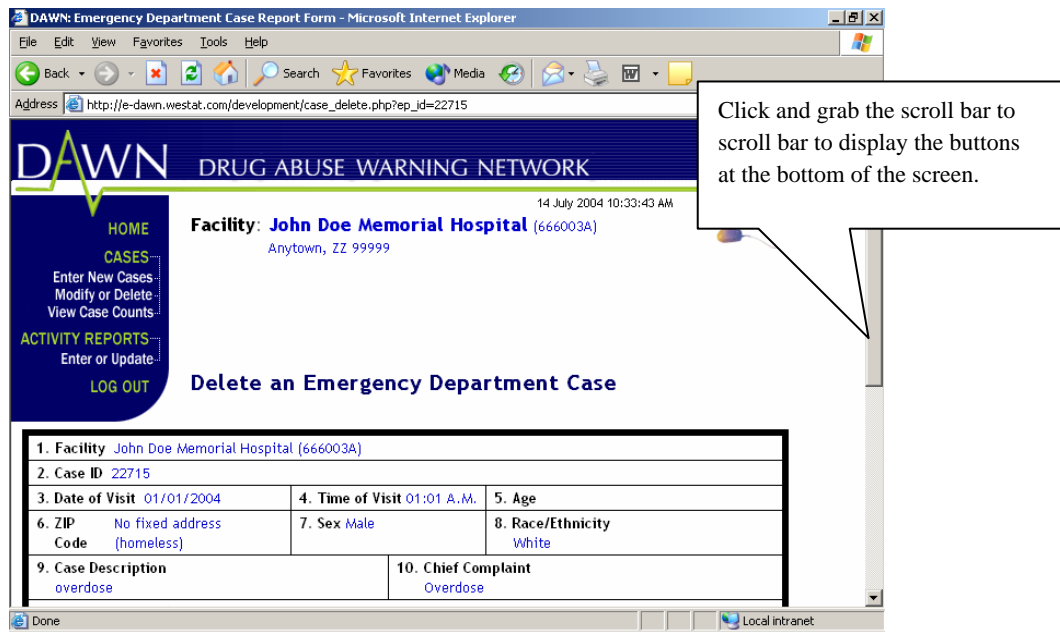 DAWN: Emergency Department Case Report Form - Microsoft Internet Explorer
File Edit View Favorites Tools Help
Back Search Favorites Media
Address http://e-dawn.westat.com/development/case_delete.php?ep_id=22715
Click and grab the scroll bar to
scroll bar to display the buttons
at the bottom of the screen.
DAWN DRUG ABUSE WARNING NETWORK
14 July 2004 10:33:43 AM
Facility: John Doe Memorial Hospital (666003A)
Anytown, ZZ 99999
HOME
CASES
Enter New Cases
Modify or Delete
View Case Counts
ACTIVITY REPORTS
Enter or Update
LOG OUT
Delete an Emergency Department Case
1. Facility John Doe Memorial Hospital (666003A)
2. Case ID 22715
3. Date of Visit 01/01/2004 4. Time of Visit 01:01 A.M. 5. Age
6. ZIP Code No fixed address (homeless) 7. Sex Male 8. Race/Ethnicity
White
9. Case Description 10. Chief Complaint
overdose Overdose
Done Local intranet